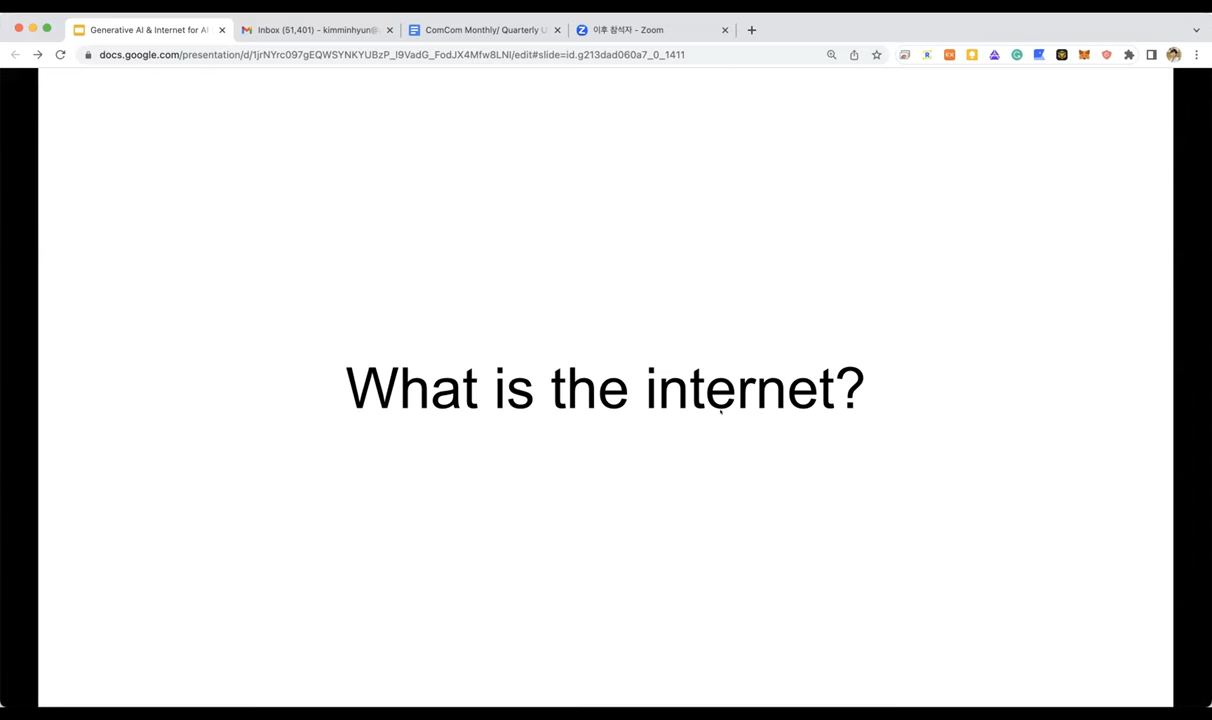 Generative AI & Internet for AI
Inbox (51,401) - kimminhyun@
ComCom Monthly/ Quarterly U
이후 참석자 - Zoom
docs.google.com/presentation/d/1jrNYrc097gEQWSYNKYUBzP_l9VadG_FodJX4Mfw8LNI/edit#slide=id.g213dad060a7_0_1411
What is the internet?